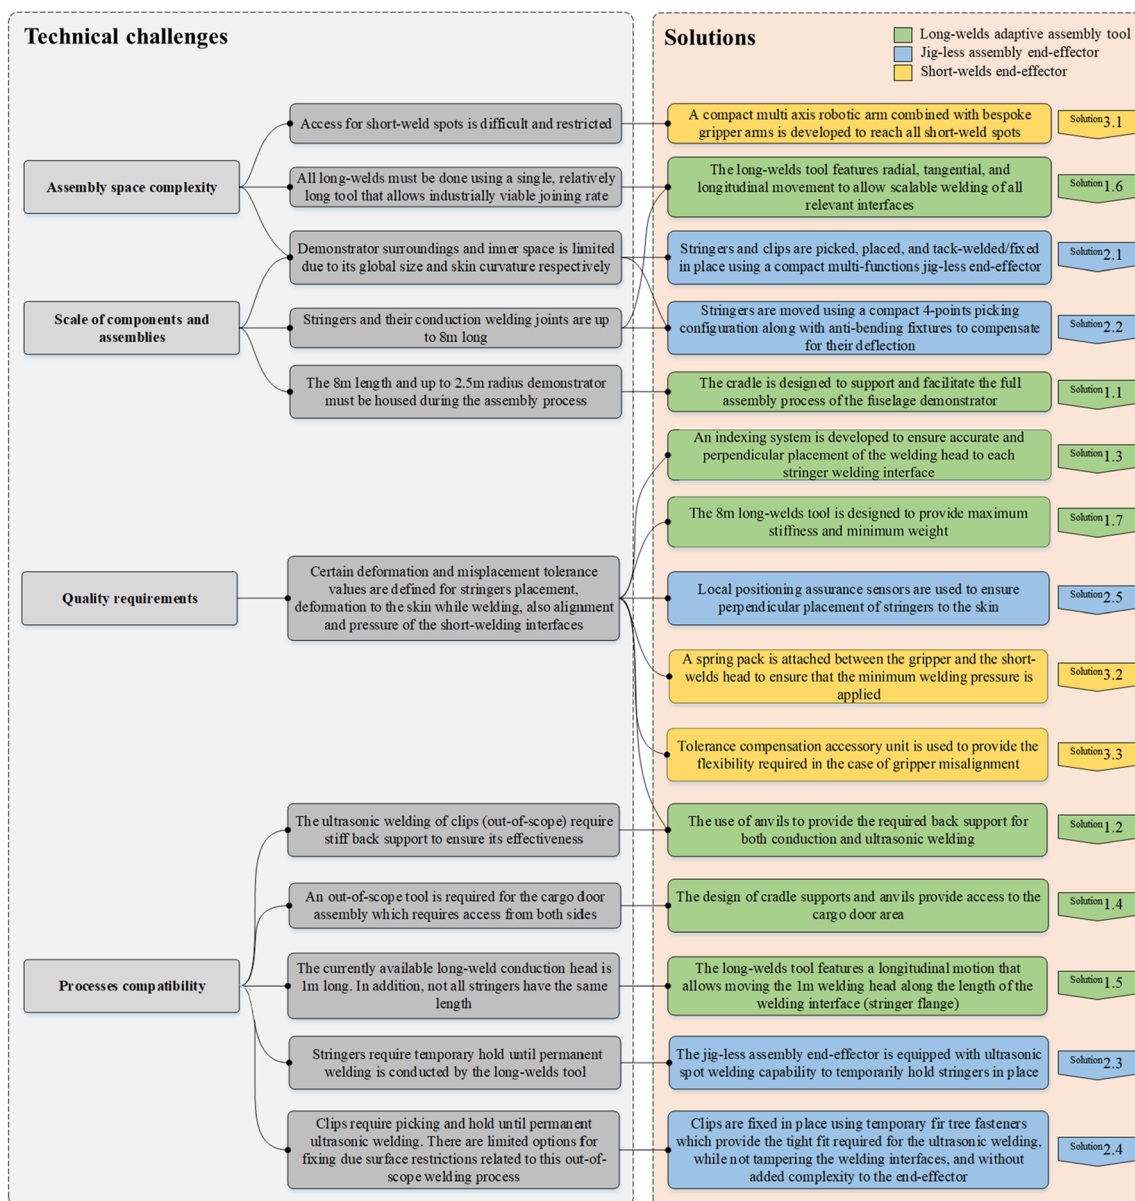 Technical challenges
Solutions
Long-welds adaptive assembly tool
Jig-less assembly end-effector
Short-welds end-effector
Assembly space complexity
Access for short-weld spots is difficult and restricted
A compact multi axis robotic arm combined with bespoke
gripper arms is developed to reach all short-weld spots
Solution 3.1
All long-welds must be done using a single, relatively
long tool that allows industrially viable joining rate
The long-welds tool features radial, tangential, and
longitudinal movement to allow scalable welding of all
relevant interfaces
Solution 1.6
Demonstrator surroundings and inner space is limited
due to its global size and skin curvature respectively
Stringers and clips are picked, placed, and tack-welded/fixed
in place using a compact multi-functions jig-less end-effector
Solution 2.1
Scale of components and
assemblies
Stringers and their conduction welding joints are up
to 8m long
Stringers are moved using a compact 4-points picking
configuration along with anti-bending fixtures to compensate
for their deflection
Solution 2.2
The 8m length and up to 2.5m radius demonstrator
must be housed during the assembly process
The cradle is designed to support and facilitate the full
assembly process of the fuselage demonstrator
Solution 1.1
An indexing system is developed to ensure accurate and
perpendicular placement of the welding head to each
stringer welding interface
Solution 1.3
The 8m long-welds tool is designed to provide maximum
stiffness and minimum weight
Solution 1.7
Quality requirements
Certain deformation and misplacement tolerance
values are defined for stringers placement,
deformation to the skin while welding, also alignment
and pressure of the short-welding interfaces
Local positioning assurance sensors are used to ensure
perpendicular placement of stringers to the skin
Solution 2.5
A spring pack is attached between the gripper and the short-
welds head to ensure that the minimum welding pressure is
applied
Solution 3.2
Tolerance compensation accessory unit is used to provide the
flexibility required in the case of gripper misalignment
Solution 3.3
The ultrasonic welding of clips (out-of-scope) require
stiff back support to ensure its effectiveness
The use of anvils to provide the required back support for
both conduction and ultrasonic welding
Solution 1.2
An out-of-scope tool is required for the cargo door
assembly which requires access from both sides
The design of cradle supports and anvils provide access to the
cargo door area
Solution 1.4
Processes compatibility
The currently available long-weld conduction head is
1m long. In addition, not all stringers have the same
length
The long-welds tool features a longitudinal motion that
allows moving the 1m welding head along the length of the
welding interface (stringer flange)
Solution 1.5
Stringers require temporary hold until permanent
welding is conducted by the long-welds tool
The jig-less assembly end-effector is equipped with ultrasonic
spot welding capability to temporarily hold stringers in place
Solution 2.3
Clips require picking and hold until permanent
ultrasonic welding. There are limited options for
fixing due surface restrictions related to this out-of-
scope welding process
Clips are fixed in place using temporary fir tree fasteners
which provide the tight fit required for the ultrasonic welding,
while not tampering the welding interfaces, and without
added complexity to the end-effector
Solution 2.4